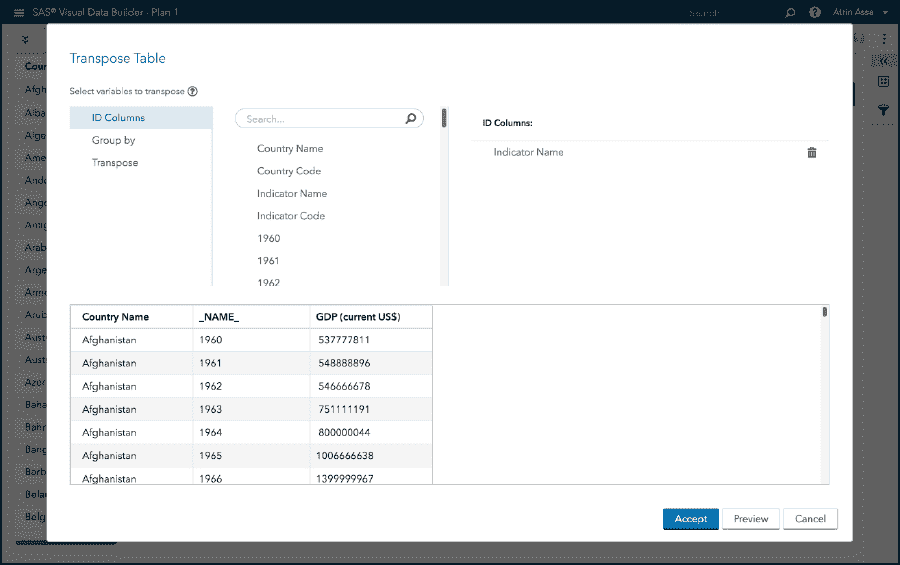 SAS® Visual Data Builder - Plan 1
Search
Atrin Assa
Transpose Table
Select variables to transpose
ID Columns
Group by
Transpose
Search...
Country Name
Country Code
Indicator Name
Indicator Code
1960
1961
1962
ID Columns:
Indicator Name
Country Name _NAME_ GDP (current US$)
Afghanistan 1960 537777811
Afghanistan 1961 548888896
Afghanistan 1962 546666678
Afghanistan 1963 751111191
Afghanistan 1964 800000044
Afghanistan 1965 1006666638
Afghanistan 1966 1399999967
Accept Preview Cancel